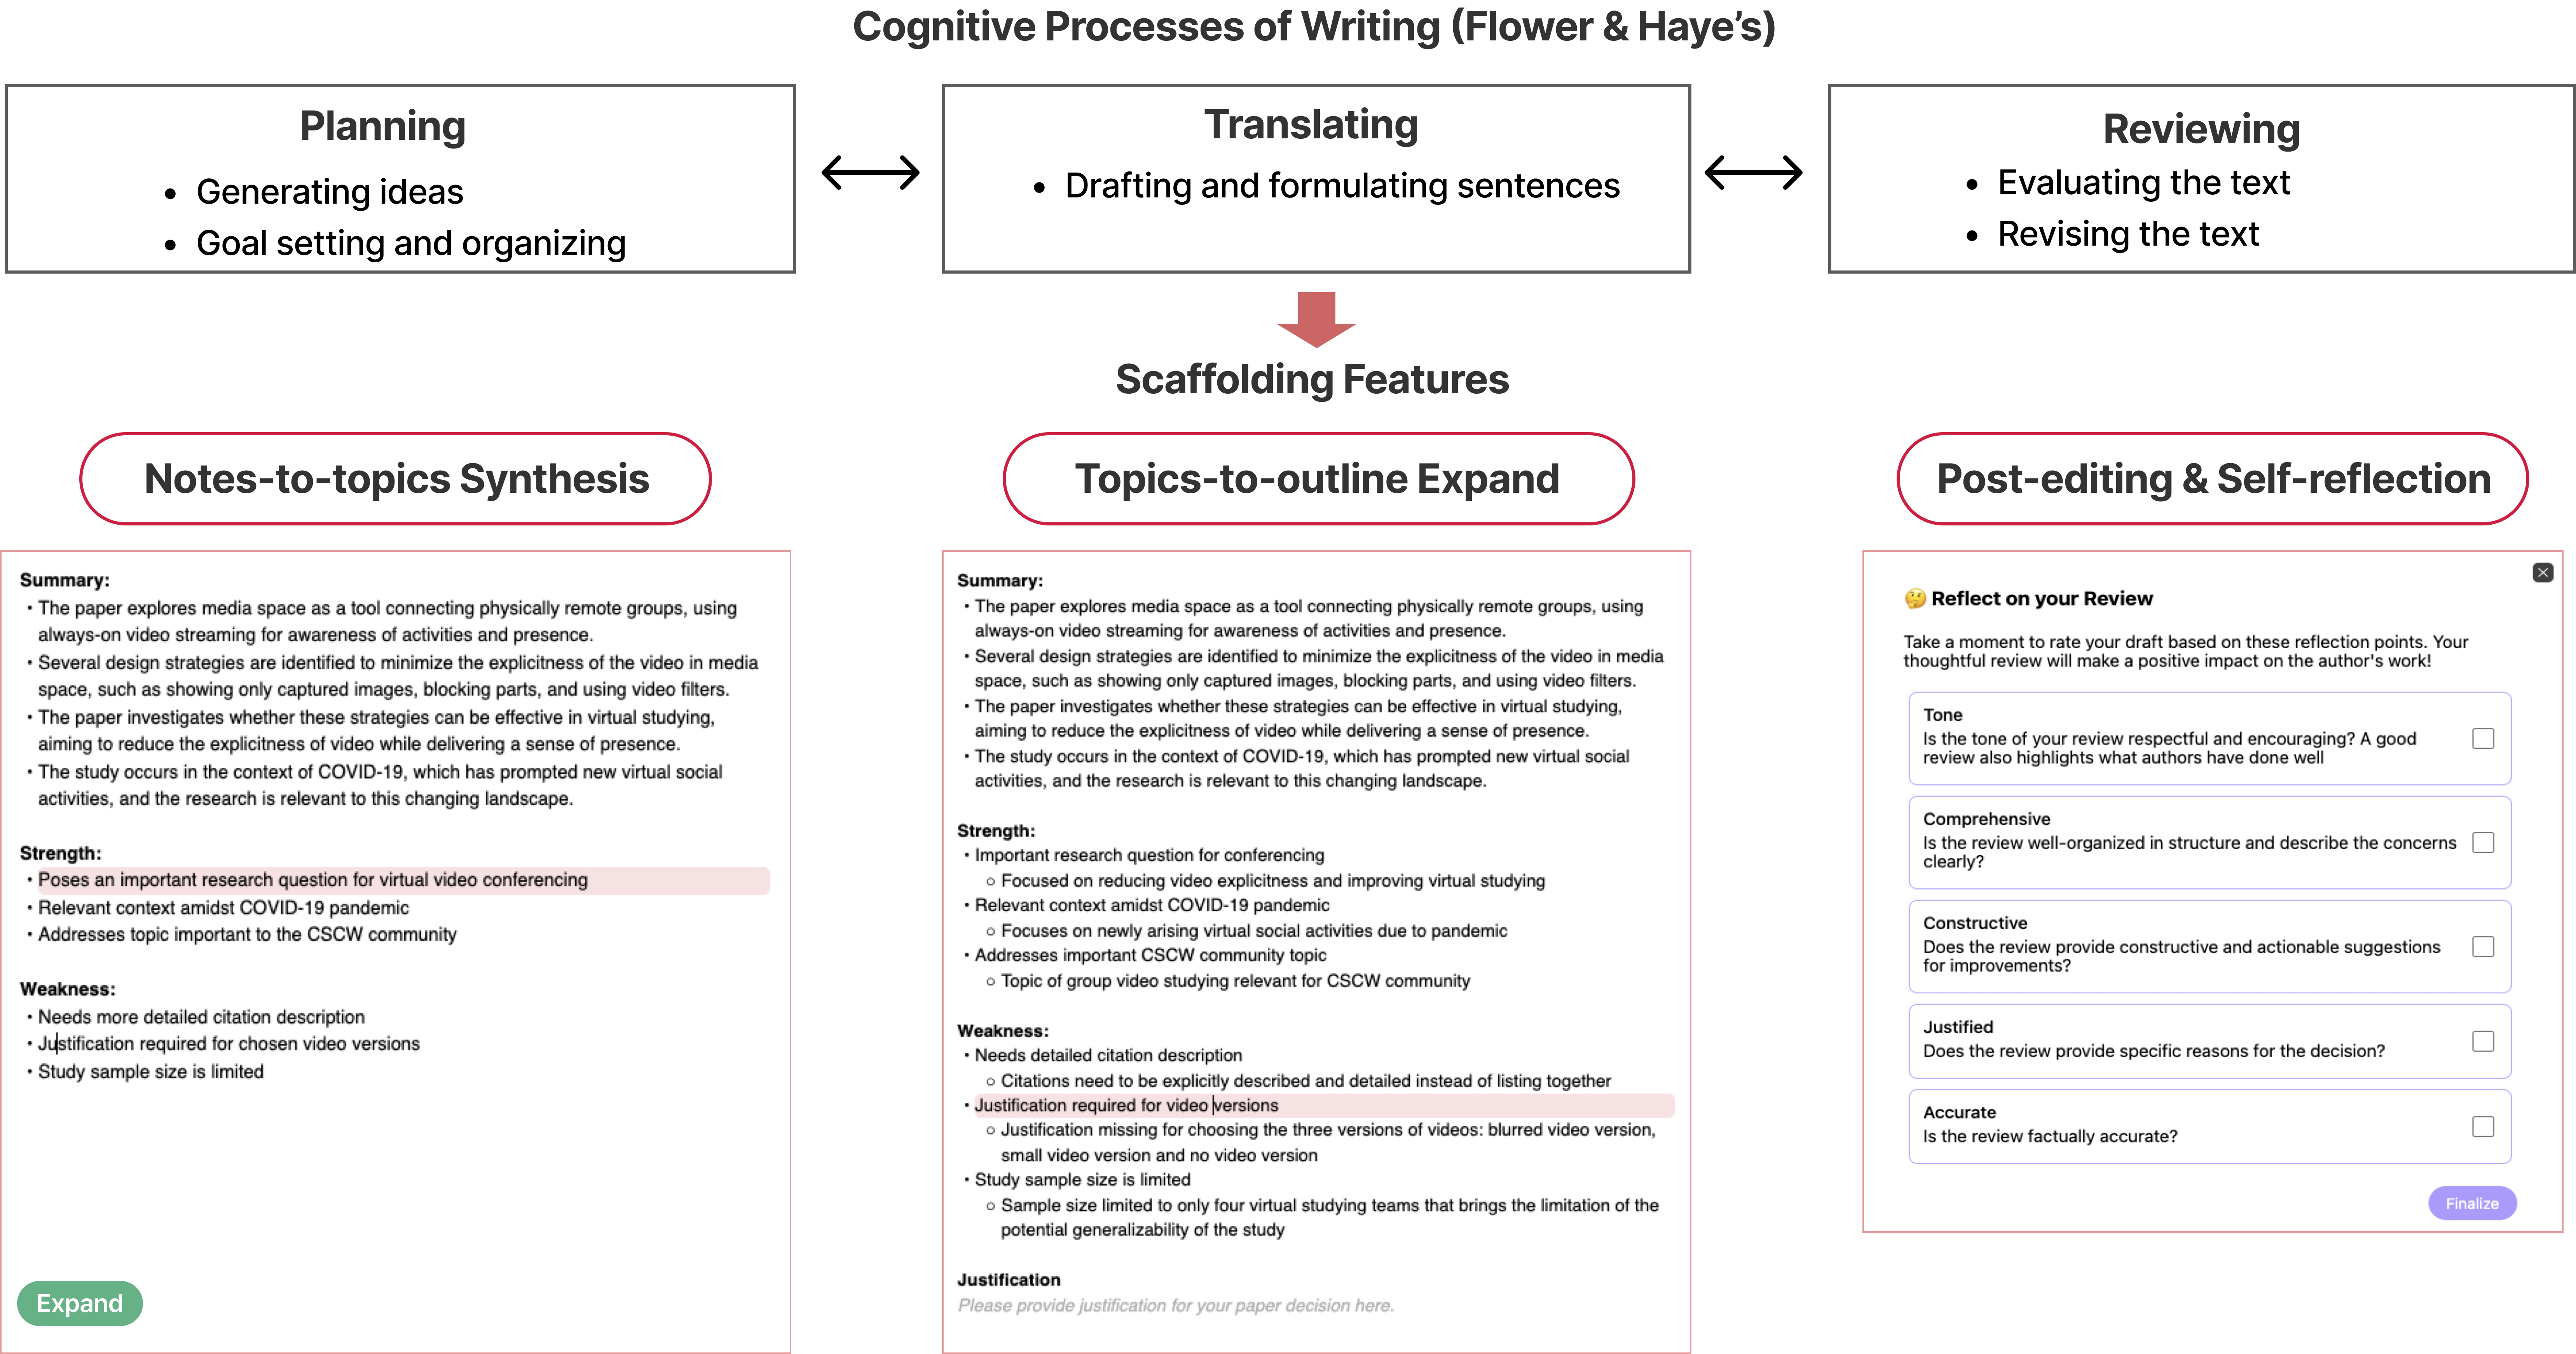 Cognitive Processes of Writing (Flower & Haye’s)
Planning
• Generating ideas
• Goal setting and organizing
Translating
• Drafting and formulating sentences
Reviewing
• Evaluating the text
• Revising the text
Scaffolding Features
Notes-to-topics Synthesis
Summary:
• The paper explores media space as a tool connecting physically remote groups, using
always-on video streaming for awareness of activities and presence.
• Several design strategies are identified to minimize the explicitness of the video in media
space, such as showing only captured images, blocking parts, and using video filters.
• The paper investigates whether these strategies can be effective in virtual studying,
aiming to reduce the explicitness of video while delivering a sense of presence.
• The study occurs in the context of COVID-19, which has prompted new virtual social
activities, and the research is relevant to this changing landscape.
Strength:
• Poses an important research question for virtual video conferencing
• Relevant context amidst COVID-19 pandemic
• Addresses topic important to the CSCW community
Weakness:
• Needs more detailed citation description
• Justification required for chosen video versions
• Study sample size is limited
Expand
Topics-to-outline Expand
Summary:
• The paper explores media space as a tool connecting physically remote groups, using
always-on video streaming for awareness of activities and presence.
• Several design strategies are identified to minimize the explicitness of the video in media
space, such as showing only captured images, blocking parts, and using video filters.
• The paper investigates whether these strategies can be effective in virtual studying,
aiming to reduce the explicitness of video while delivering a sense of presence.
• The study occurs in the context of COVID-19, which has prompted new virtual social
activities, and the research is relevant to this changing landscape.
Strength:
• Important research question for conferencing
○ Focused on reducing video explicitness and improving virtual studying
• Relevant context amidst COVID-19 pandemic
○ Focuses on newly arising virtual social activities due to pandemic
• Addresses important CSCW community topic
○ Topic of group video studying relevant for CSCW community
Weakness:
• Needs detailed citation description
○ Citations need to be explicitly described and detailed instead of listing together
• Justification required for video versions
○ Justification missing for choosing the three versions of videos: blurred video version,
small video version and no video version
• Study sample size is limited
○ Sample size limited to only four virtual studying teams that brings the limitation of the
potential generalizability of the study
Justification
Please provide justification for your paper decision here.
Post-editing & Self-reflection
🤔 Reflect on your Review
Take a moment to rate your draft based on these reflection points. Your
thoughtful review will make a positive impact on the author's work!
Tone
Is the tone of your review respectful and encouraging? A good
review also highlights what authors have done well
Comprehensive
Is the review well-organized in structure and describe the concerns
clearly?
Constructive
Does the review provide constructive and actionable suggestions
for improvements?
Justified
Does the review provide specific reasons for the decision?
Accurate
Is the review factually accurate?
Finalize